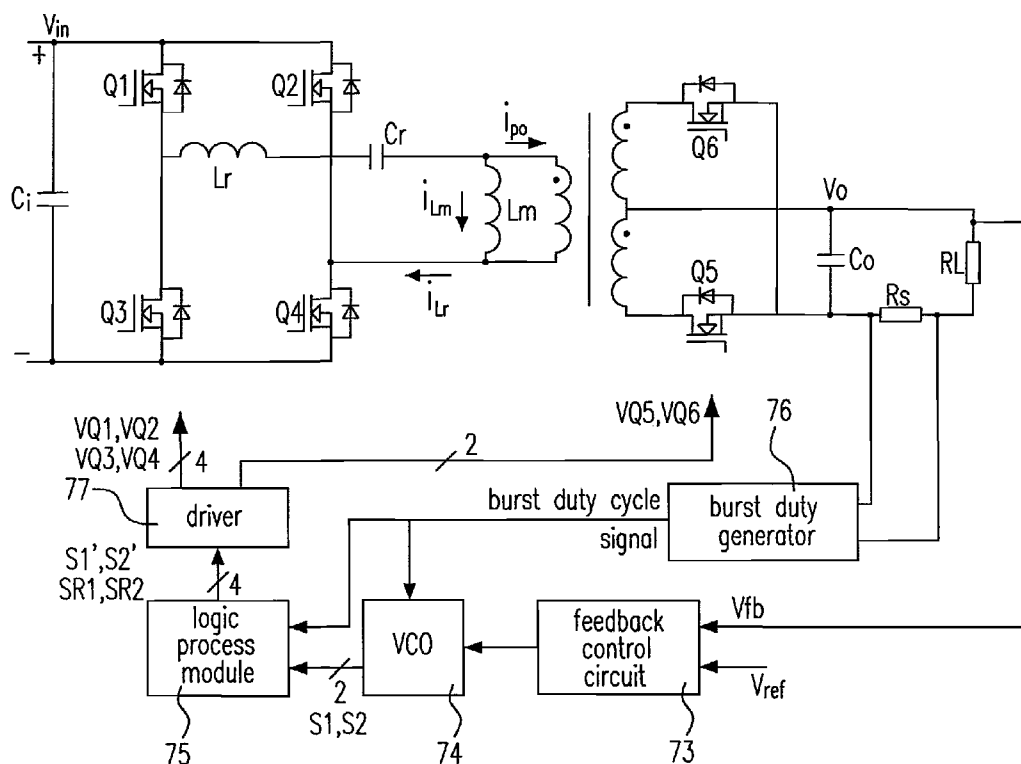 Vin
+
Q1
Q2
Ci
Lr
Cr
ipo
iLm
Lm
iLr
Q3
Q4
−
Q6
Vo
Q5
Co
RL
Rs
VQ1,VQ2
VQ3,VQ4
4
77
driver
2
VQ5,VQ6
76
burst duty cycle
signal
burst duty
generator
S1',S2'
SR1,SR2
4
logic
process
module
75
2
S1,S2
VCO
74
feedback
control
circuit
73
Vfb
Vref